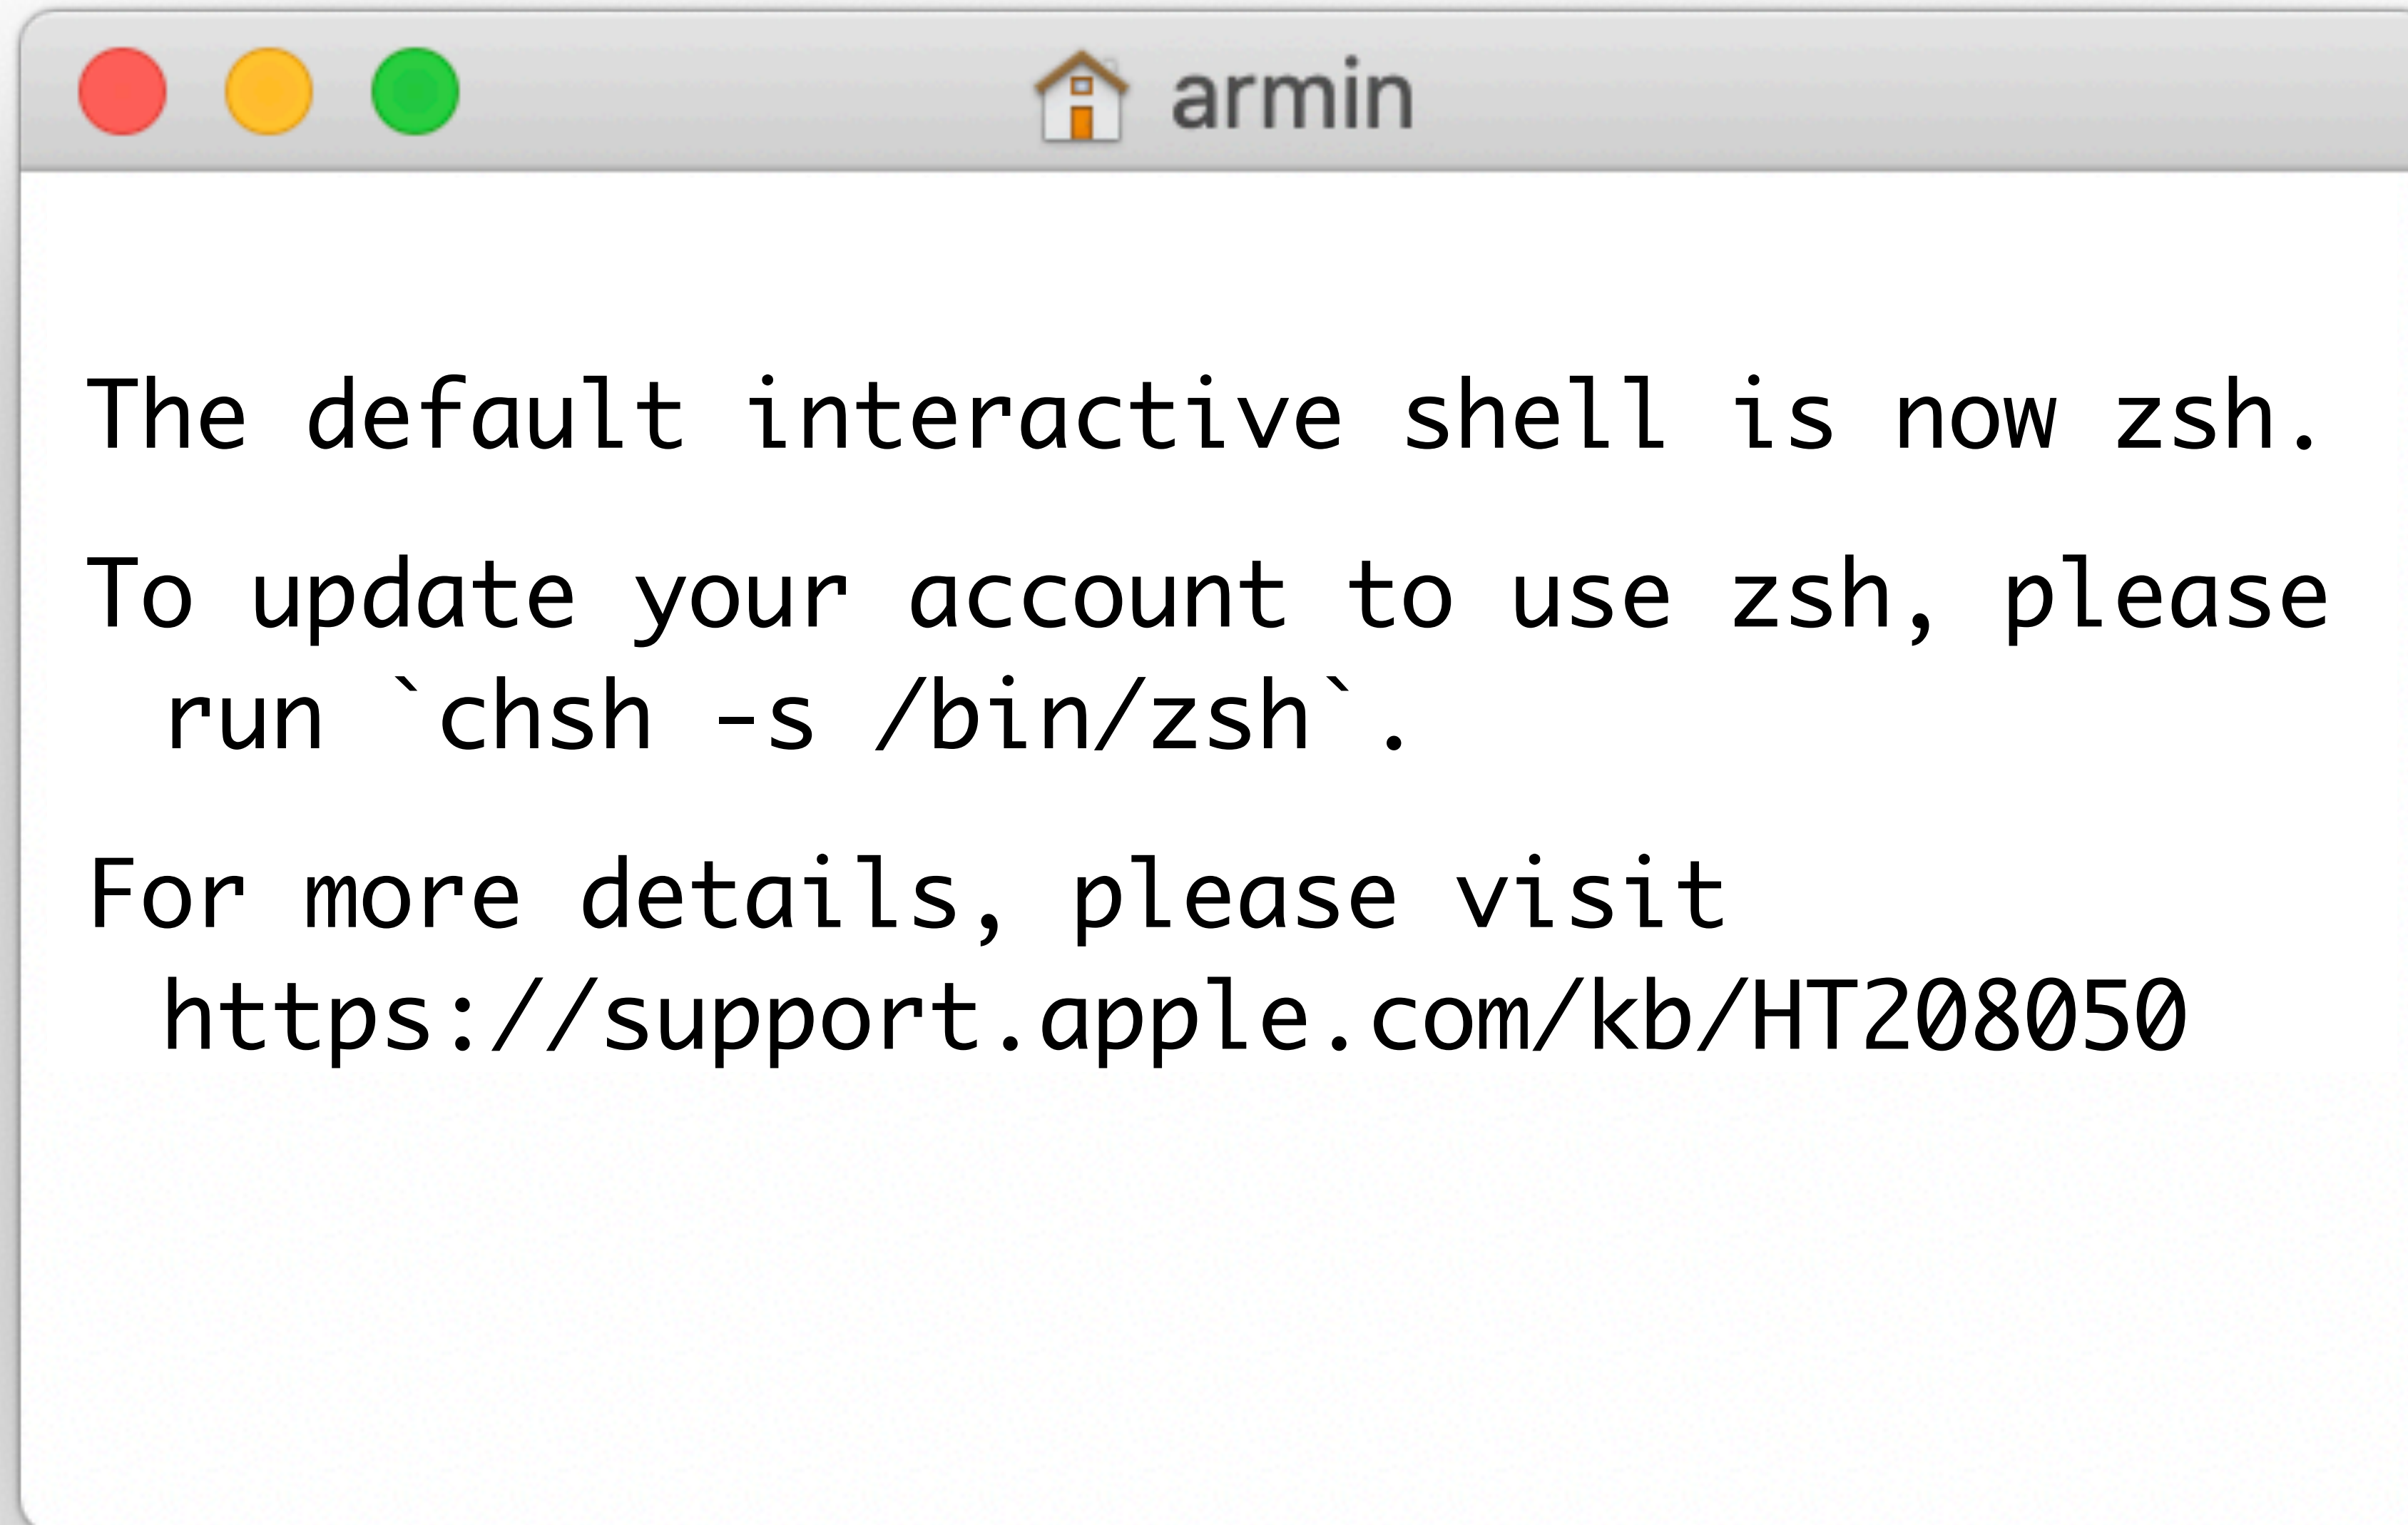 armin
The default interactive shell is now zsh.
To update your account to use zsh, please
run `chsh -s /bin/zsh`.
For more details, please visit
https://support.apple.com/kb/HT208050